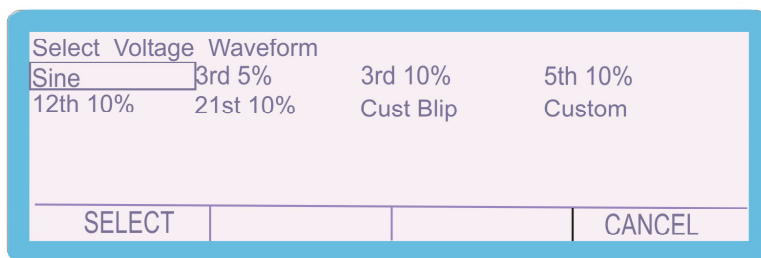 Select Voltage Waveform
Sine 3rd 5% 3rd 10% 5th 10%
12th 10% 21st 10% Cust Blip Custom
SELECT CANCEL